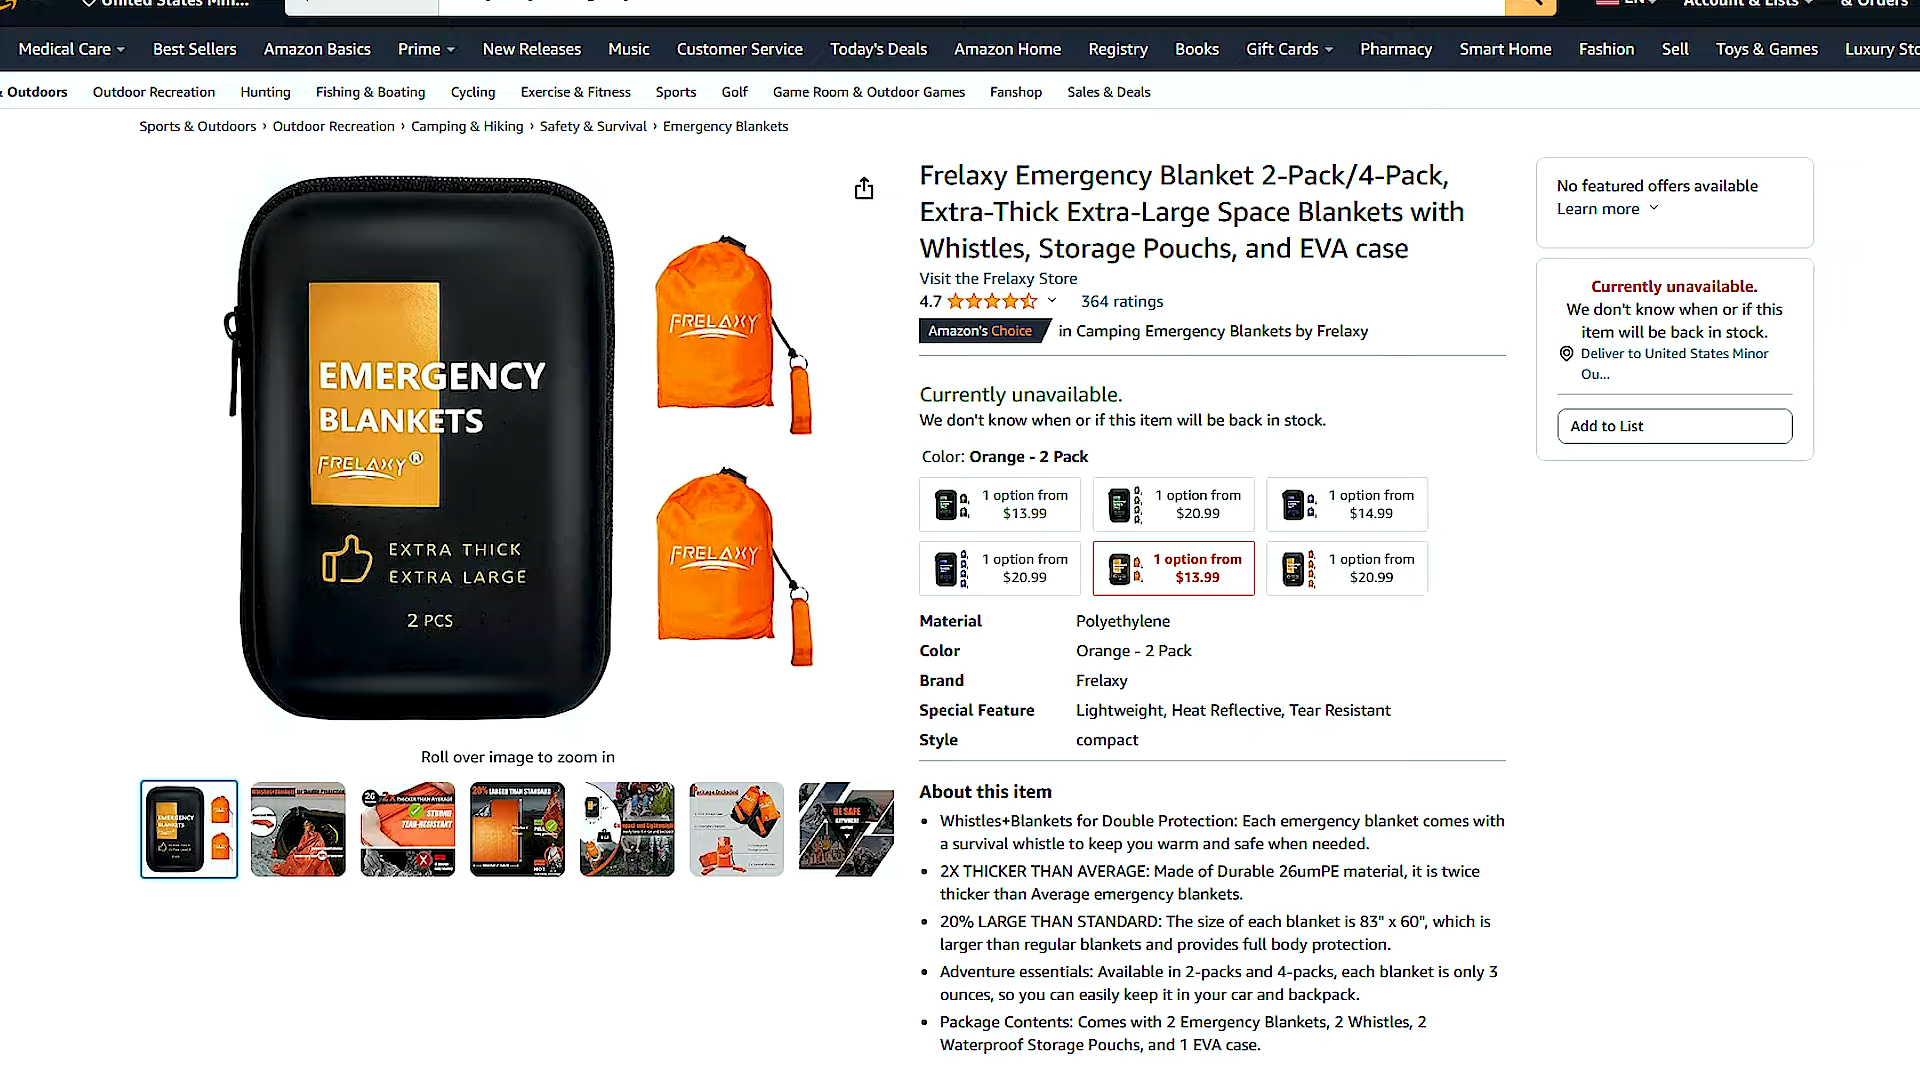 Medical Care Best Sellers Amazon Basics Prime New Releases Music Customer Service Today's Deals Amazon Home Registry Books Gift Cards Pharmacy Smart Home Fashion Sell Toys & Games Luxury Sto
& Outdoors Outdoor Recreation Hunting Fishing & Boating Cycling Exercise & Fitness Sports Golf Game Room & Outdoor Games Fanshop Sales & Deals
Sports & Outdoors › Outdoor Recreation › Camping & Hiking › Safety & Survival › Emergency Blankets
EMERGENCY
BLANKETS
FRELAXY®
EXTRA THICK
EXTRA LARGE
2 PCS
FRELAXY
FRELAXY
Roll over image to zoom in
Frelaxy Emergency Blanket 2-Pack/4-Pack,
Extra-Thick Extra-Large Space Blankets with
Whistles, Storage Pouchs, and EVA case
Visit the Frelaxy Store
4.7 364 ratings
Amazon's Choice in Camping Emergency Blankets by Frelaxy
Currently unavailable.
We don't know when or if this item will be back in stock.
Color: Orange - 2 Pack
1 option from
$13.99
1 option from
$20.99
1 option from
$14.99
1 option from
$20.99
1 option from
$13.99
1 option from
$20.99
Material Polyethylene
Color Orange - 2 Pack
Brand Frelaxy
Special Feature Lightweight, Heat Reflective, Tear Resistant
Style compact
About this item
• Whistles+Blankets for Double Protection: Each emergency blanket comes with
a survival whistle to keep you warm and safe when needed.
• 2X THICKER THAN AVERAGE: Made of Durable 26umPE material, it is twice
thicker than Average emergency blankets.
• 20% LARGE THAN STANDARD: The size of each blanket is 83" x 60", which is
larger than regular blankets and provides full body protection.
• Adventure essentials: Available in 2-packs and 4-packs, each blanket is only 3
ounces, so you can easily keep it in your car and backpack.
• Package Contents: Comes with 2 Emergency Blankets, 2 Whistles, 2
Waterproof Storage Pouchs, and 1 EVA case.
No featured offers available
Learn more
Currently unavailable.
We don't know when or if this
item will be back in stock.
Deliver to United States Minor
Ou...
Add to List